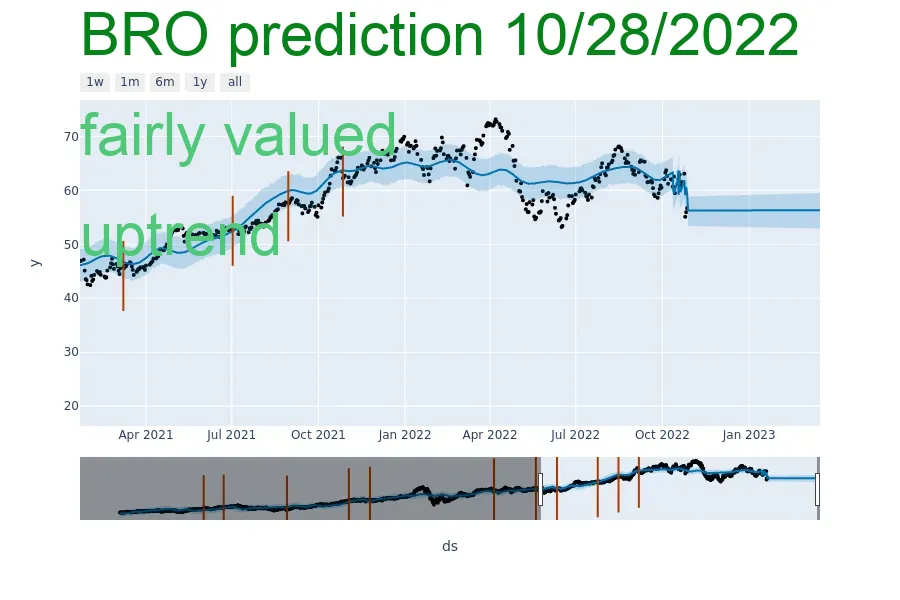 BRO prediction 10/28/2022
1w 1m 6m 1y all
fairly valued
uptrend
70
60
50
40
30
20
y
Apr 2021 Jul 2021 Oct 2021 Jan 2022 Apr 2022 Jul 2022 Oct 2022 Jan 2023
ds